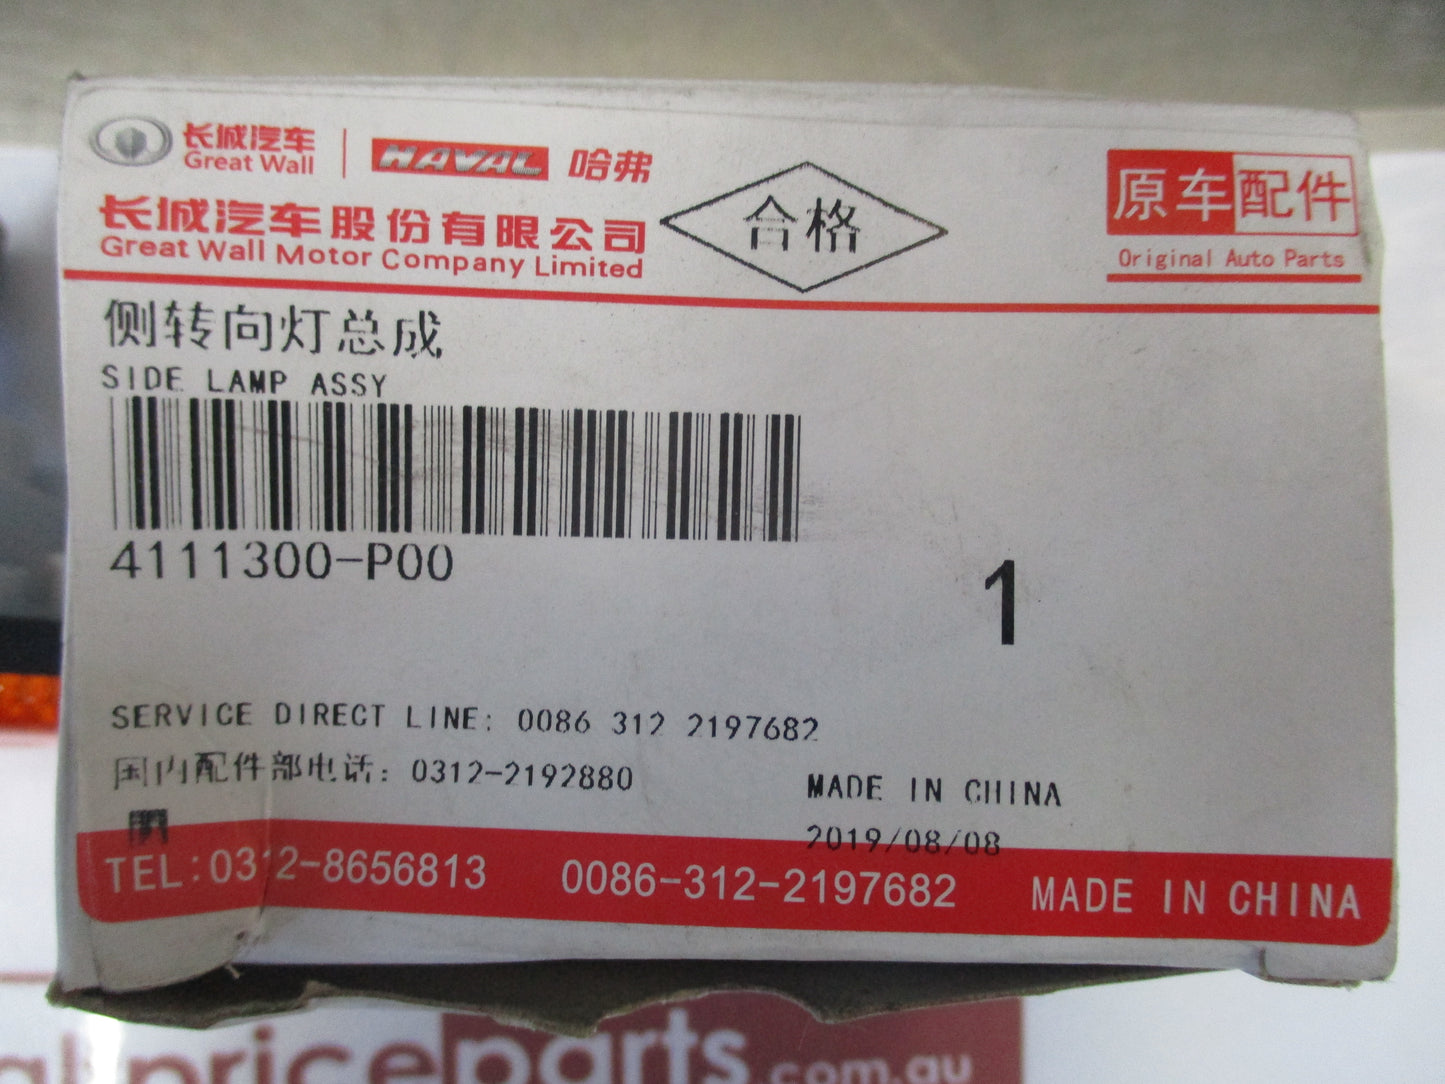 长城汽车
Great Wall
HAVAL 哈弗
长城汽车股份有限公司
Great Wall Motor Company Limited
合格
原车配件
Original Auto Parts
侧转向灯总成
SIDE LAMP ASSY
4111300-P00
1
SERVICE DIRECT LINE: 0086 312 2197682
国内配件部电话: 0312-2192880
MADE IN CHINA
2019/08/08
TEL:0312-8656813 0086-312-2197682 MADE IN CHINA
priceparts.com.au